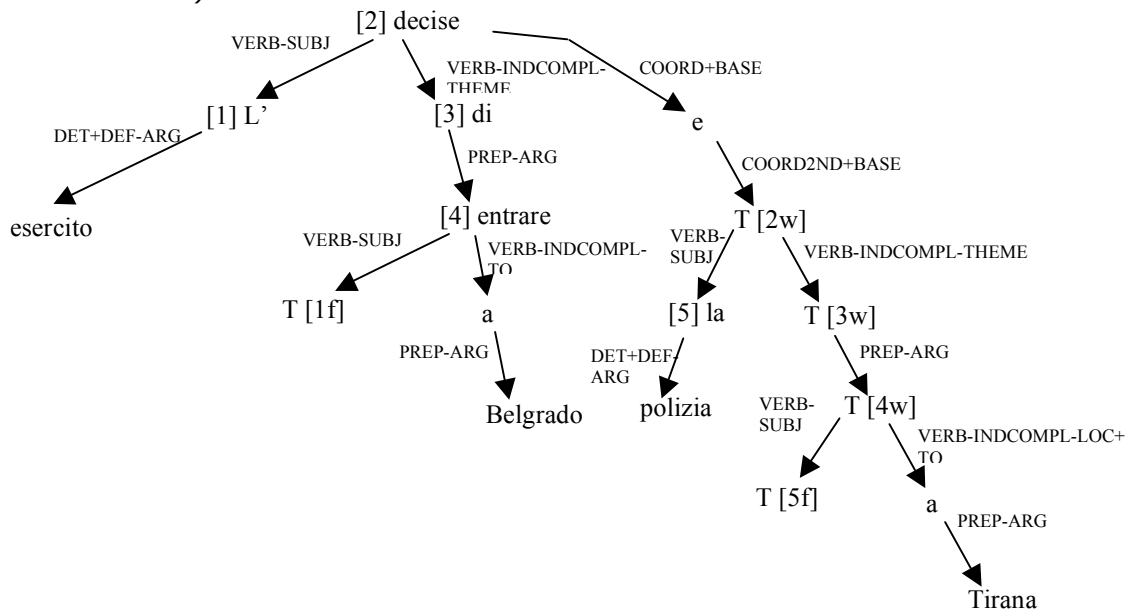 [2] decise
VERB-SUBJ
VERB-INDCOMPL-
THEME
COORD+BASE
[1] L’
[3] di
e
DET+DEF-ARG
PREP-ARG
COORD2ND+BASE
esercito
[4] entrare
T [2w]
VERB-SUBJ
VERB-INDCOMPL-
TO
VERB-
SUBJ
VERB-INDCOMPL-THEME
T [1f]
a
[5] la
T [3w]
PREP-ARG
DET+DEF-
ARG
PREP-ARG
Belgrado
polizia
VERB-
SUBJ
T [4w]
VERB-INDCOMPL-LOC+
TO
T [5f]
a
PREP-ARG
Tirana